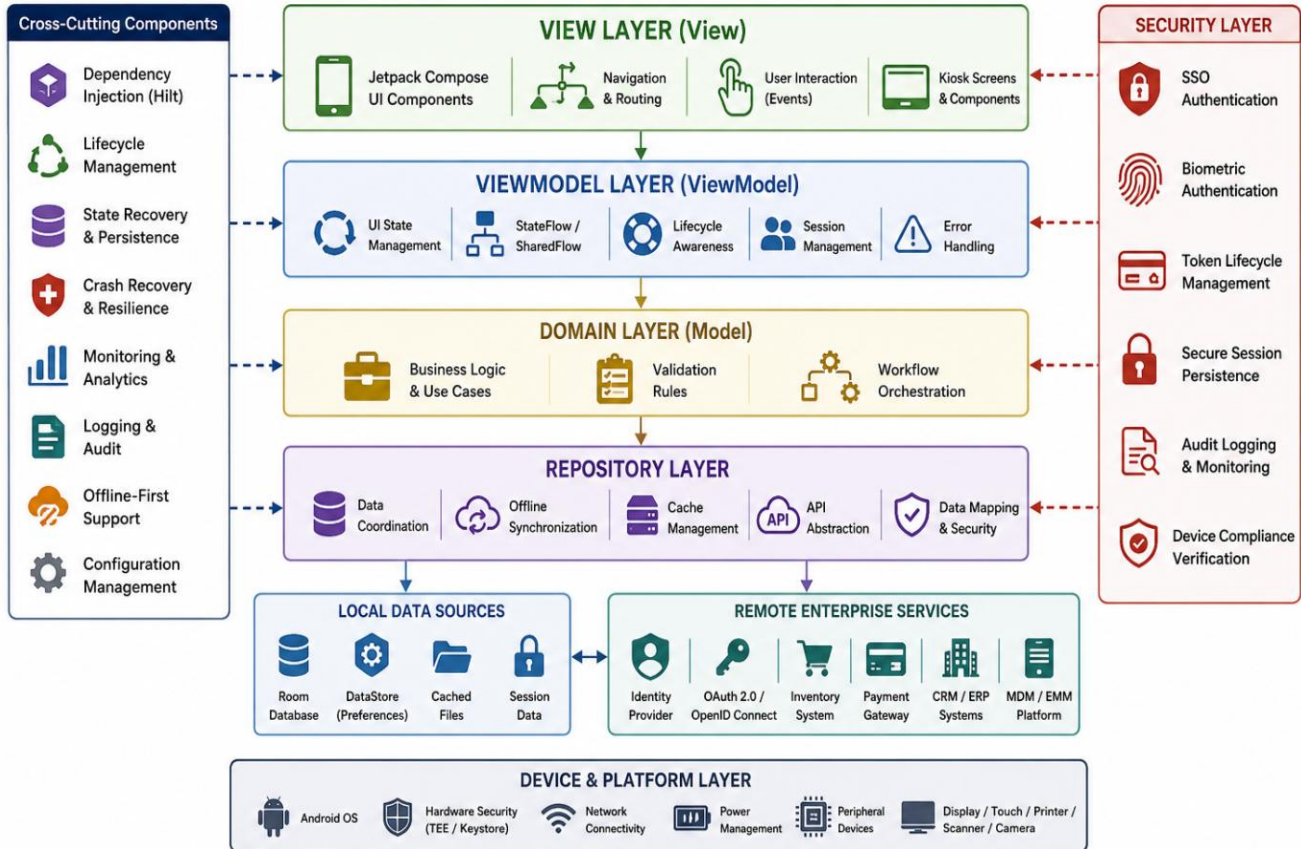 Cross-Cutting Components
Dependency
Injection (Hilt)
Lifecycle
Management
State Recovery
& Persistence
Crash Recovery
& Resilience
Monitoring &
Analytics
Logging &
Audit
Offline-First
Support
Configuration
Management
VIEW LAYER (View)
Jetpack Compose
UI Components
Navigation
& Routing
User Interaction
(Events)
Kiosk Screens
& Components
VIEWMODEL LAYER (ViewModel)
UI State
Management
StateFlow /
SharedFlow
Lifecycle
Awareness
Session
Management
Error
Handling
DOMAIN LAYER (Model)
Business Logic
& Use Cases
Validation
Rules
Workflow
Orchestration
REPOSITORY LAYER
Data
Coordination
Offline
Synchronization
Cache
Management
API
API
Abstraction
Data Mapping
& Security
LOCAL DATA SOURCES
Room
Database
DataStore
(Preferences)
Cached
Files
Session
Data
REMOTE ENTERPRISE SERVICES
Identity
Provider
OAuth 2.0 /
OpenID Connect
Inventory
System
Payment
Gateway
CRM / ERP
Systems
MDM / EMM
Platform
SECURITY LAYER
SSO
Authentication
Biometric
Authentication
Token Lifecycle
Management
Secure Session
Persistence
Audit Logging
& Monitoring
Device Compliance
Verification
DEVICE & PLATFORM LAYER
Android OS
Hardware Security
(TEE / Keystore)
Network
Connectivity
Power
Management
Peripheral
Devices
Display / Touch / Printer /
Scanner / Camera